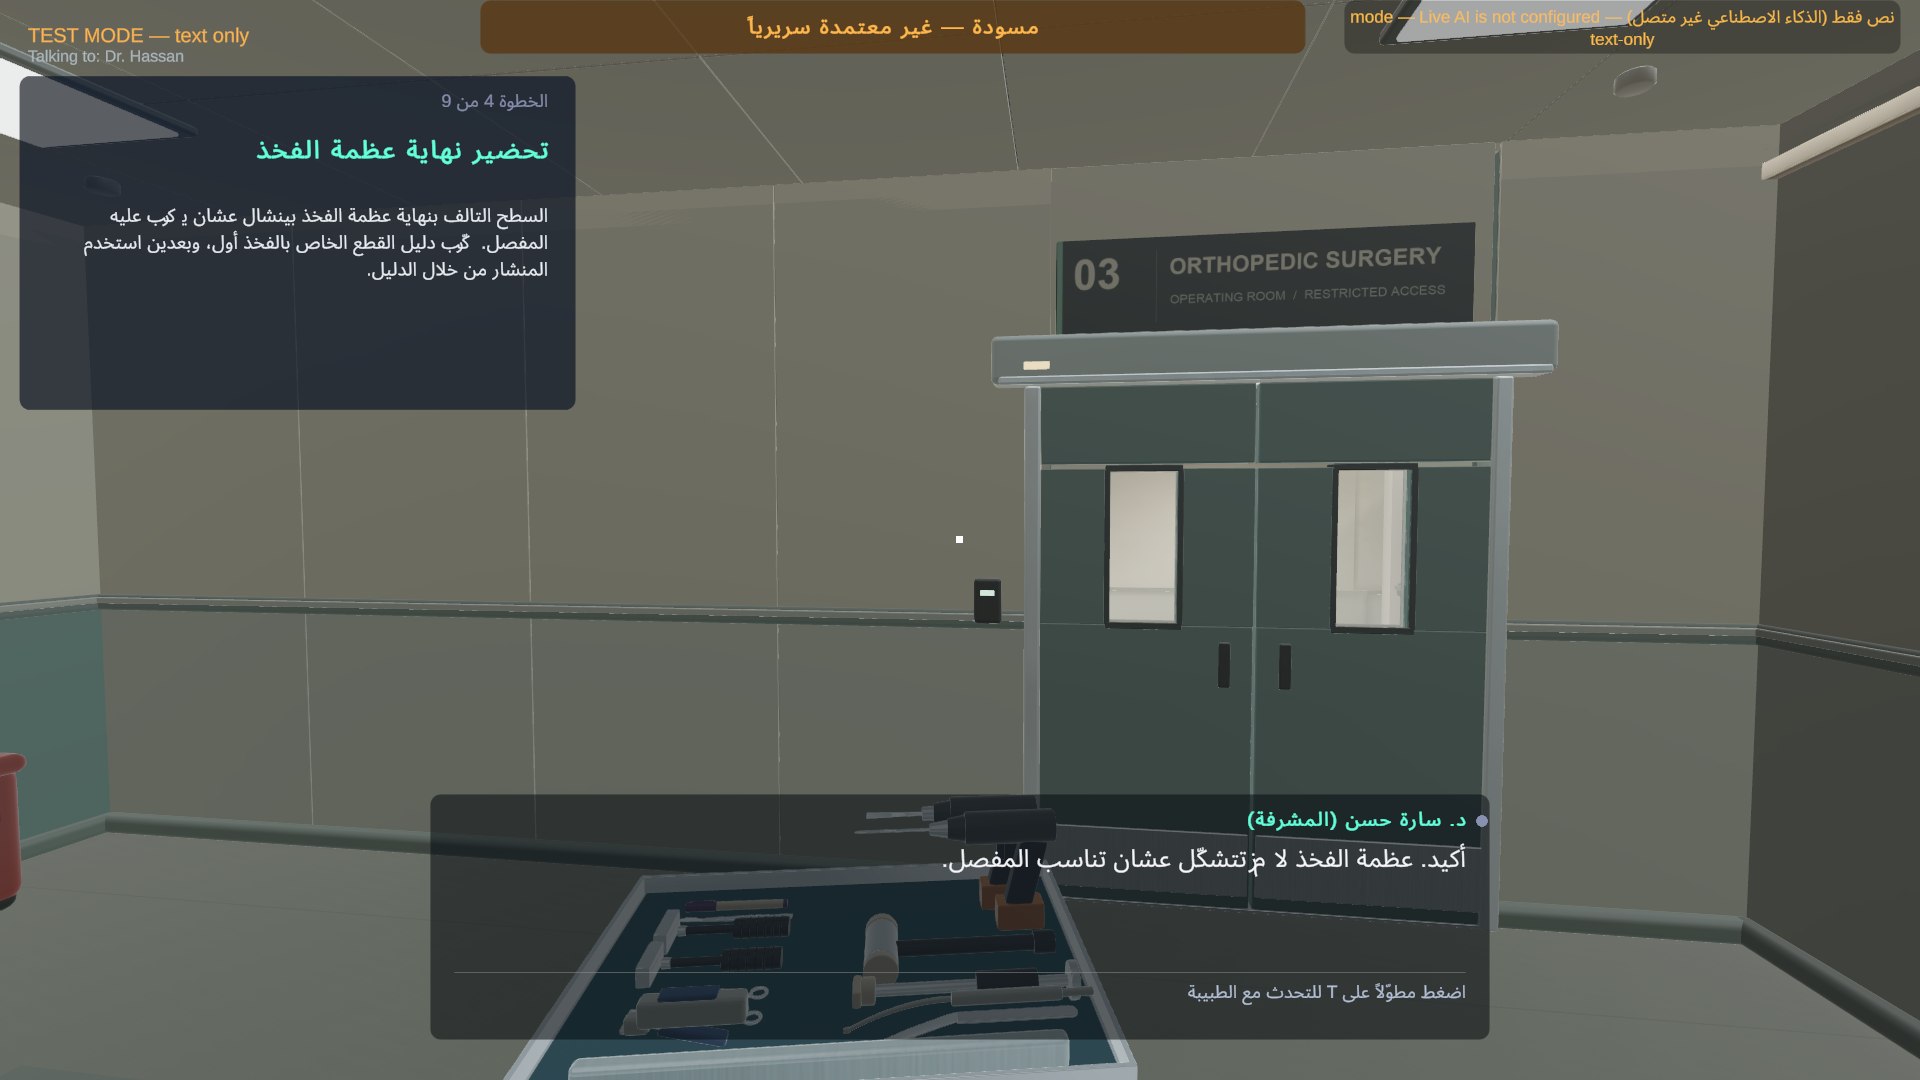 TEST MODE — text only
Talking to: Dr. Hassan
مسودة — غير معتمدة سريرياً
نص فقط (الذكاء الاصطناعي غير متصل) — mode — Live AI is not configured
text-only
الخطوة 4 من 9
تحضير نهاية عظمة الفخذ
السطح التالف بنهاية عظمة الفخذ بينشال عشان يركب عليه
المفصل. ركّب دليل القطع الخاص بالفخذ أول، وبعدين استخدم
المنشار من خلال الدليل.
03
ORTHOPEDIC SURGERY
OPERATING ROOM / RESTRICTED ACCESS
د. سارة حسن (المشرفة)
أكيد. عظمة الفخذ لازم تتشكّل عشان تناسب المفصل.
اضغط مطوّلاً على T للتحدث مع الطبيبة